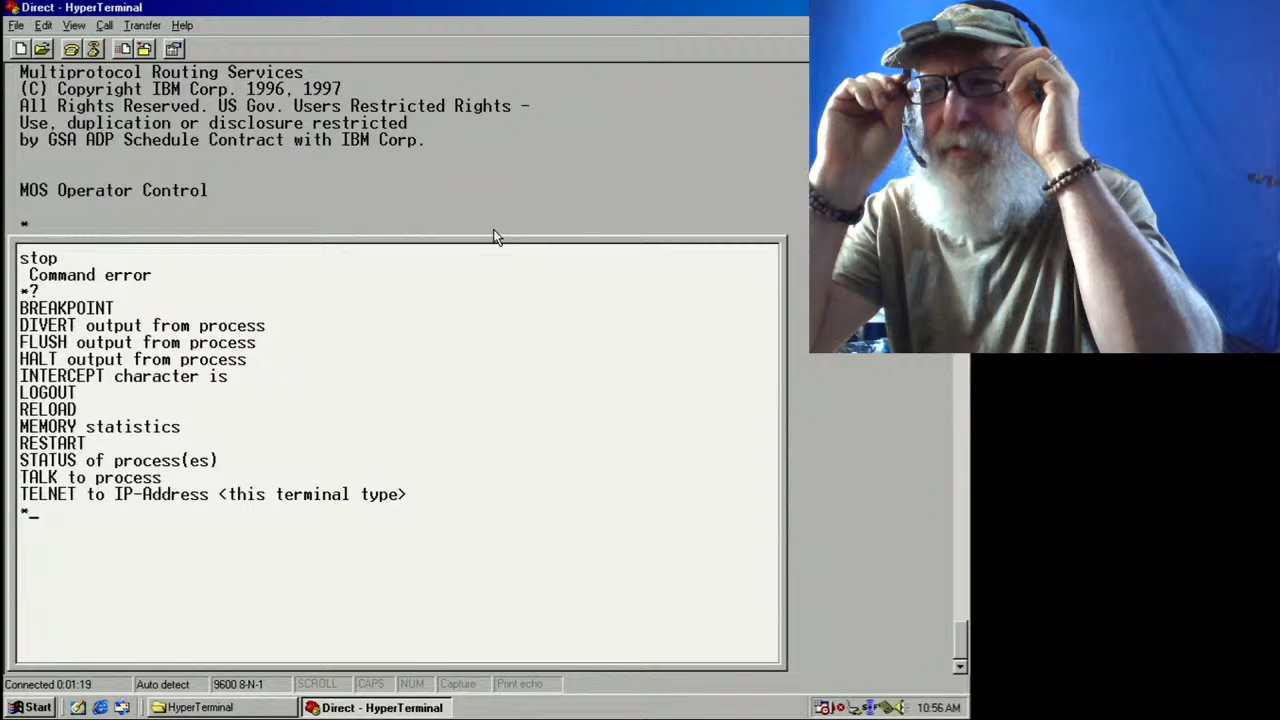 Direct - HyperTerminal
File Edit View Call Transfer Help
Multiprotocol Routing Services
(C) Copyright IBM Corp. 1996, 1997
All Rights Reserved. US Gov. Users Restricted Rights -
Use, duplication or disclosure restricted
by GSA ADP Schedule Contract with IBM Corp.
MOS Operator Control
*
stop
Command error
*?
BREAKPOINT
DIVERT output from process
FLUSH output from process
HALT output from process
INTERCEPT character is
LOGOUT
RELOAD
MEMORY statistics
RESTART
STATUS of process(es)
TALK to process
TELNET to IP-Address <this terminal type>
*_
Connected 0:01:19 Auto detect 9600 8-N-1 SCROLL CAPS NUM Capture Print echo
Start HyperTerminal Direct - HyperTerminal 10:56 AM